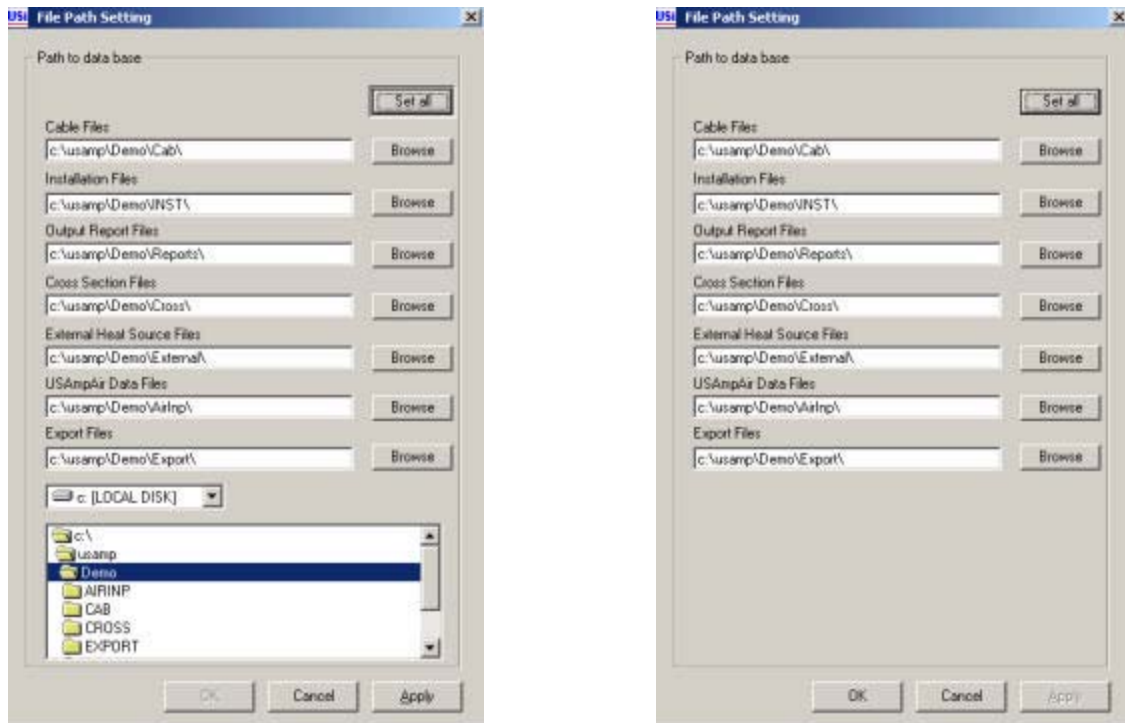 USi File Path Setting
Path to data base
Set all
Cable Files
c:\usamp\Demo\Cab\
Browse
Installation Files
c:\usamp\Demo\INST\
Browse
Output Report Files
c:\usamp\Demo\Reports\
Browse
Cross Section Files
c:\usamp\Demo\Cross\
Browse
External Heat Source Files
c:\usamp\Demo\External\
Browse
USAmpAir Data Files
c:\usamp\Demo\AirInp\
Browse
Export Files
c:\usamp\Demo\Export\
Browse
c: [LOCAL DISK]
c:\
usamp
Demo
AIRINP
CAB
CROSS
EXPORT
OK
Cancel
Apply
USi File Path Setting
Path to data base
Set all
Cable Files
c:\usamp\Demo\Cab\
Browse
Installation Files
c:\usamp\Demo\INST\
Browse
Output Report Files
c:\usamp\Demo\Reports\
Browse
Cross Section Files
c:\usamp\Demo\Cross\
Browse
External Heat Source Files
c:\usamp\Demo\External\
Browse
USAmpAir Data Files
c:\usamp\Demo\AirInp\
Browse
Export Files
c:\usamp\Demo\Export\
Browse
OK
Cancel
Apply